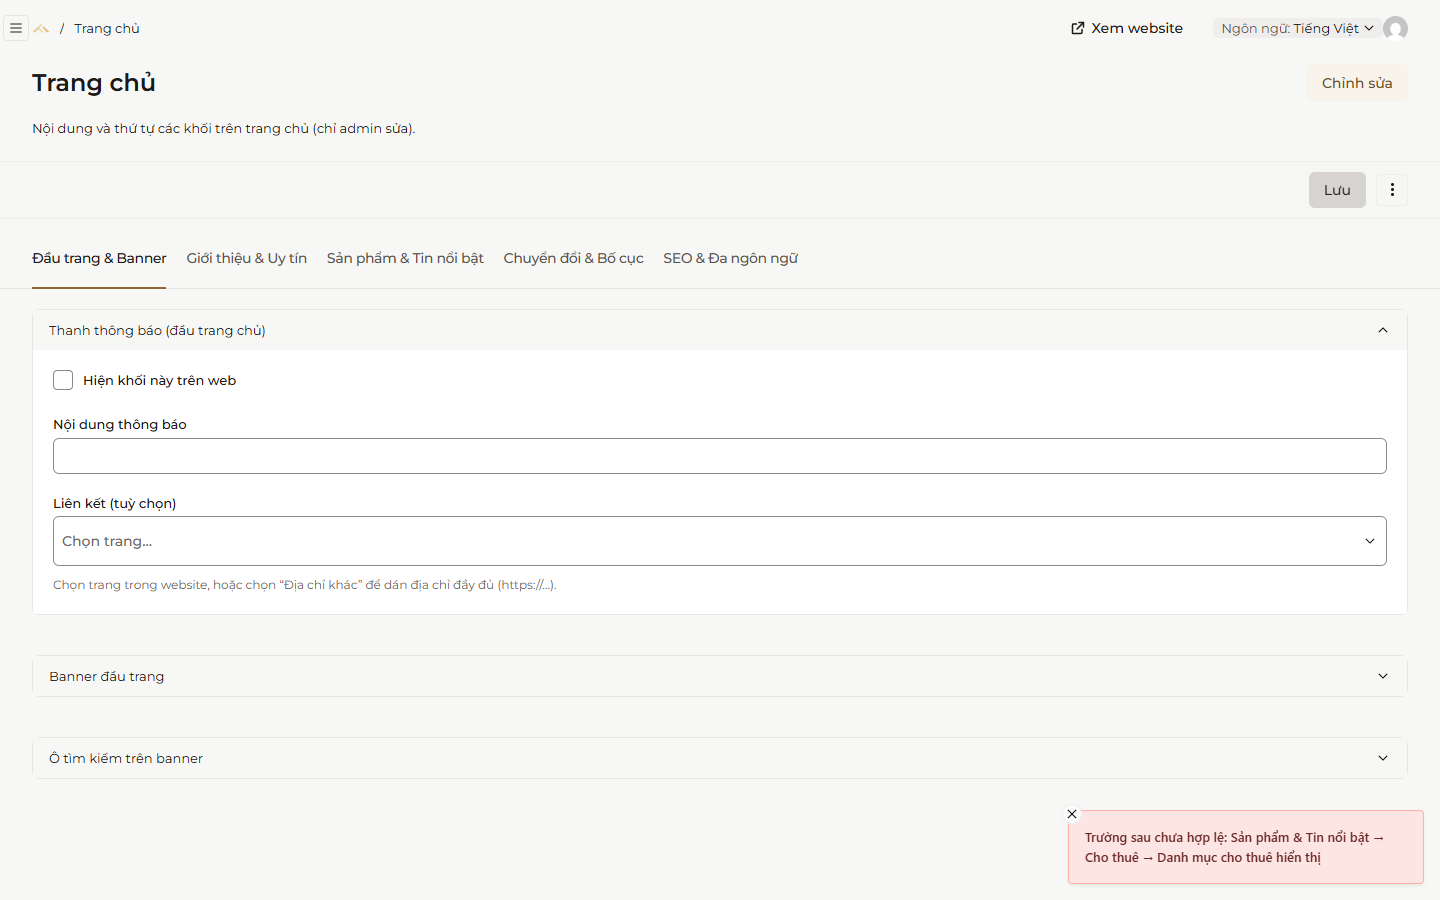 / Trang chủ
Xem website
Ngôn ngữ: Tiếng Việt
Trang chủ
Chỉnh sửa
Nội dung và thứ tự các khối trên trang chủ (chỉ admin sửa).
Lưu
Đầu trang & Banner
Giới thiệu & Uy tín
Sản phẩm & Tin nổi bật
Chuyển đổi & Bố cục
SEO & Đa ngôn ngữ
Thanh thông báo (đầu trang chủ)
Hiện khối này trên web
Nội dung thông báo
Liên kết (tuỳ chọn)
Chọn trang...
Chọn trang trong website, hoặc chọn “Địa chỉ khác” để dán địa chỉ đầy đủ (https://...).
Banner đầu trang
Ô tìm kiếm trên banner
Trường sau chưa hợp lệ: Sản phẩm & Tin nổi bật →
Cho thuê → Danh mục cho thuê hiển thị